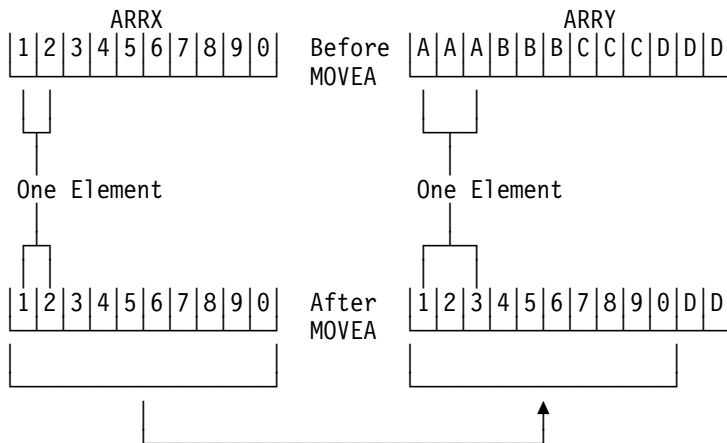 ARRX ARRY
1 2 3 4 5 6 7 8 9 0 Before A A A B B B C C C D D D
MOVEA
One Element One Element
1 2 3 4 5 6 7 8 9 0 After 1 2 3 4 5 6 7 8 9 0 D D
MOVEA